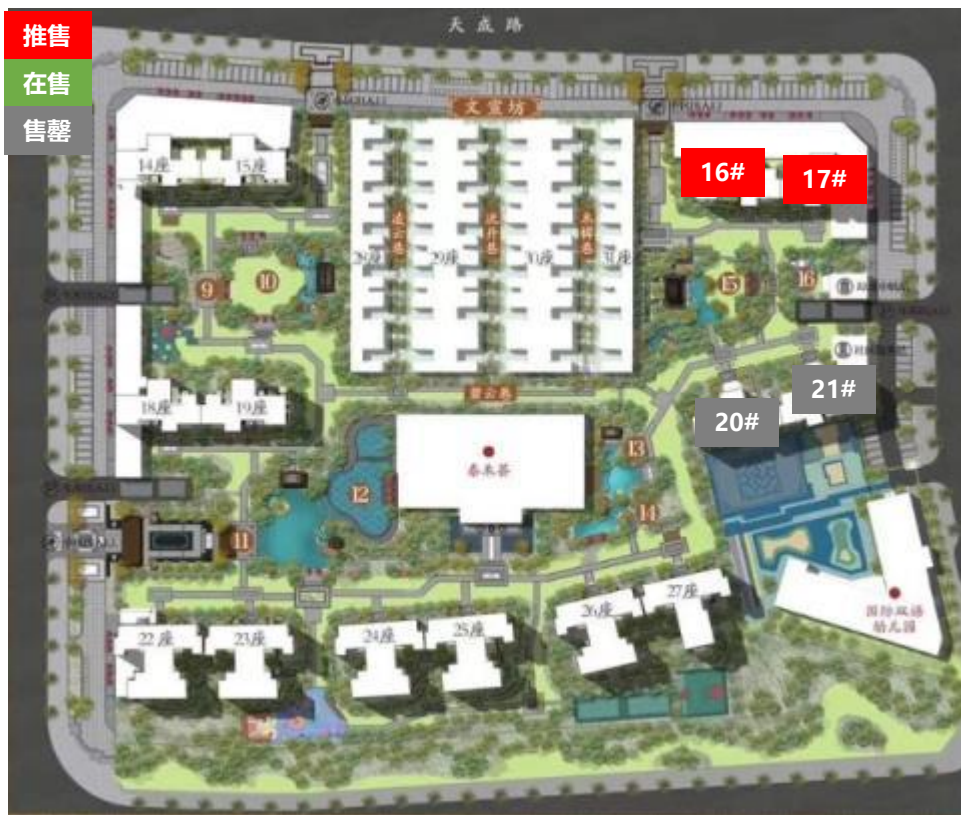 天成路
推售
在售
售罄
文宣坊
14座
15座
16#
17#
28座
29座
30座
31座
9
10
15
16
碧云巷
18座
19座
20#
21#
12
13
14
11
国际双语
幼儿园
22座
23座
24座
25座
26座
27座